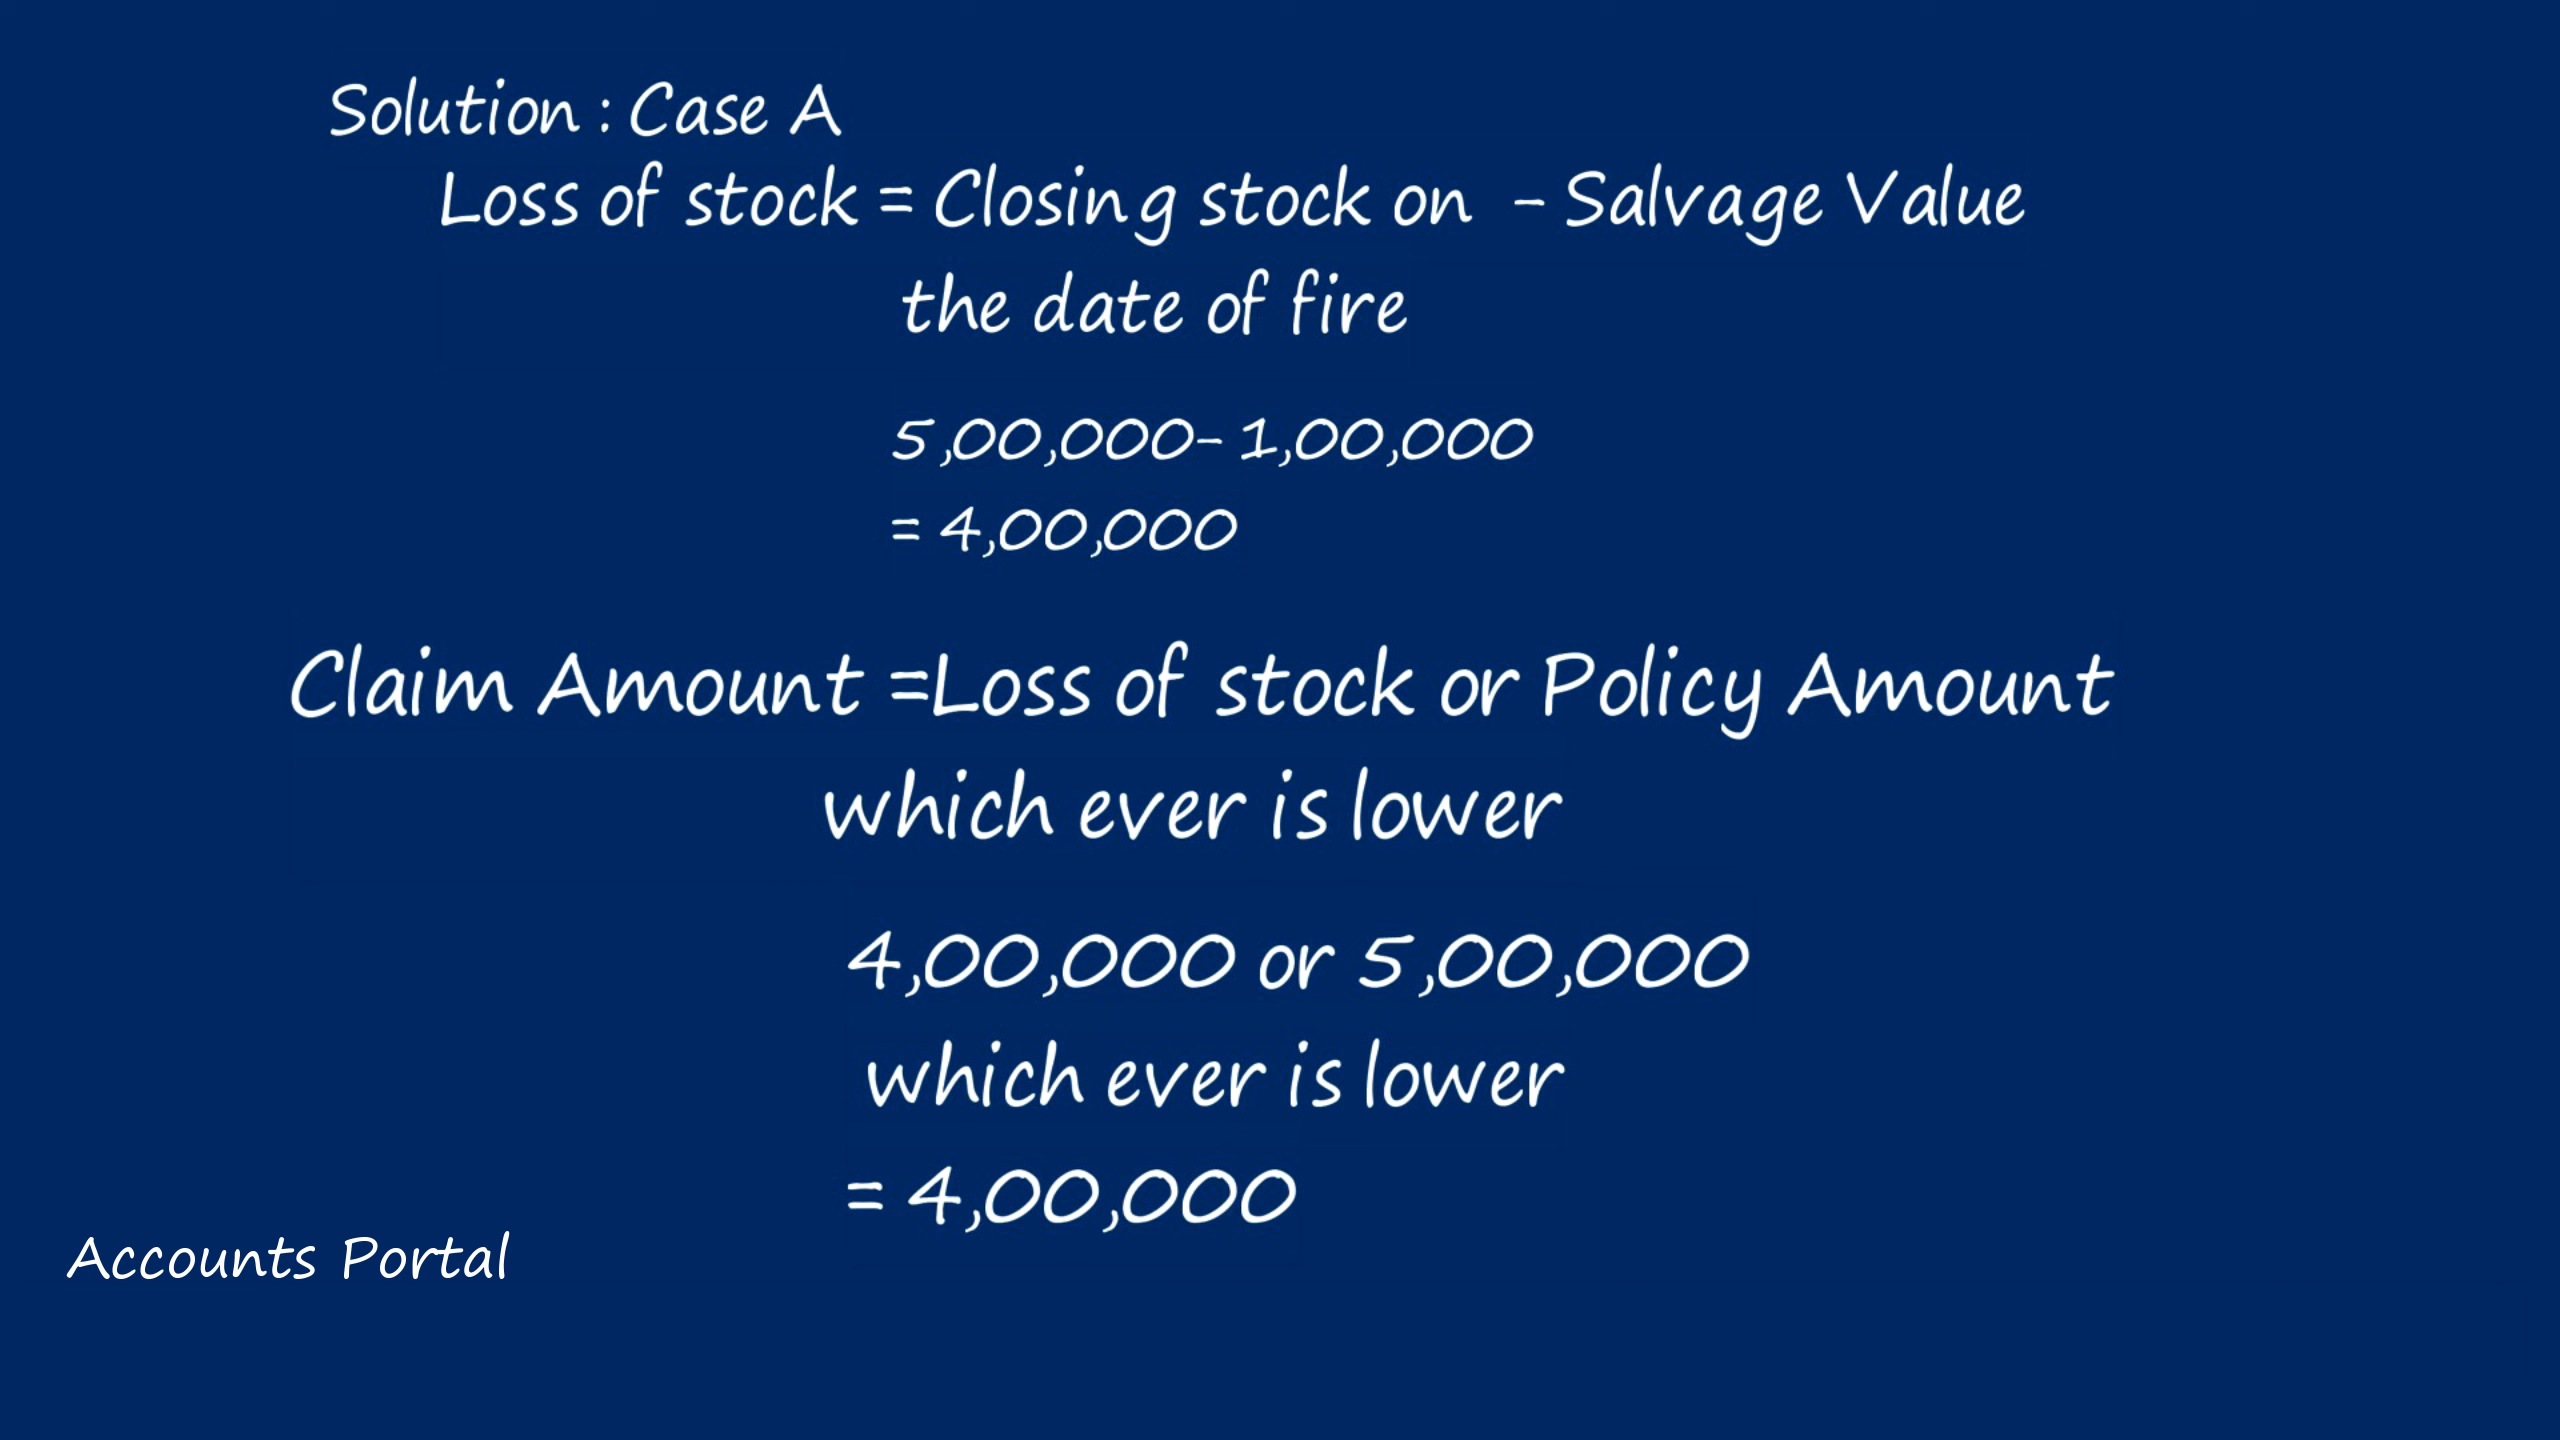 Solution : Case A
Loss of stock = Closing stock on - Salvage Value
the date of fire
5,00,000- 1,00,000
= 4,00,000
Claim Amount =Loss of stock or Policy Amount
which ever is lower
4,00,000 or 5,00,000
which ever is lower
= 4,00,000
Accounts Portal